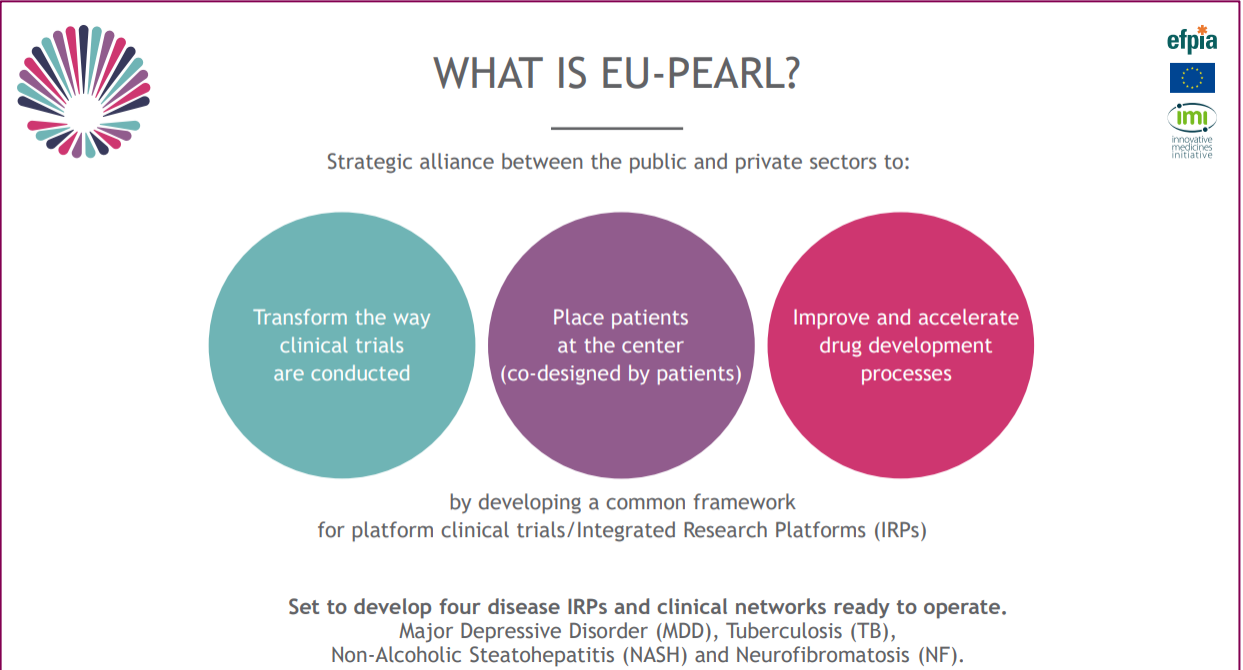 WHAT IS EU-PEARL?
efpia
imi
innovative
medicines
initiative
Strategic alliance between the public and private sectors to:
Transform the way
clinical trials
are conducted
Place patients
at the center
(co-designed by patients)
Improve and accelerate
drug development
processes
by developing a common framework
for platform clinical trials/Integrated Research Platforms (IRPs)
Set to develop four disease IRPs and clinical networks ready to operate.
Major Depressive Disorder (MDD), Tuberculosis (TB),
Non-Alcoholic Steatohepatitis (NASH) and Neurofibromatosis (NF).